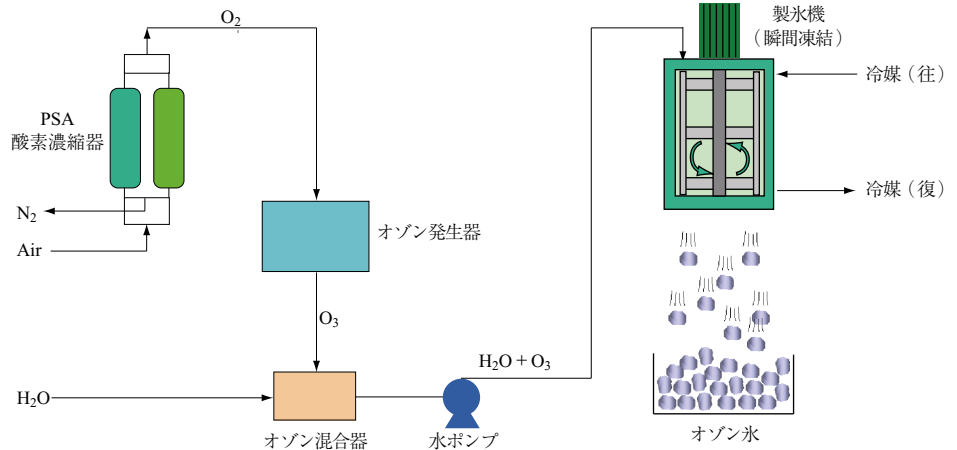 O₂
製氷機
（瞬間凍結）
冷媒（往）
PSA
酸素濃縮器
冷媒（復）
N₂
オゾン発生器
Air
O₃
H₂O + O₃
H₂O
オゾン混合器
水ポンプ
オゾン氷